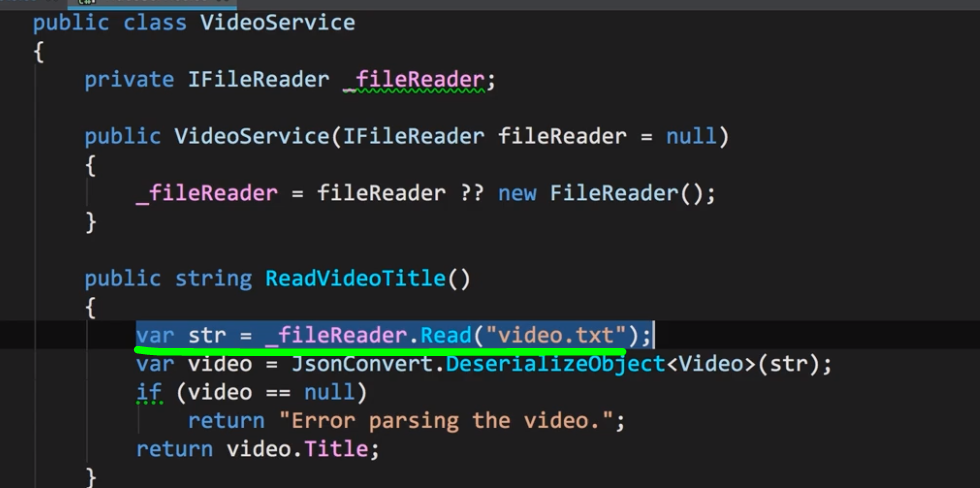 public class VideoService
{
private IFileReader _fileReader;
public VideoService(IFileReader fileReader = null)
{
_fileReader = fileReader ?? new FileReader();
}
public string ReadVideoTitle()
{
var str = _fileReader.Read("video.txt");
var video = JsonConvert.DeserializeObject<Video>(str);
if (video == null)
return "Error parsing the video.";
return video.Title;
}